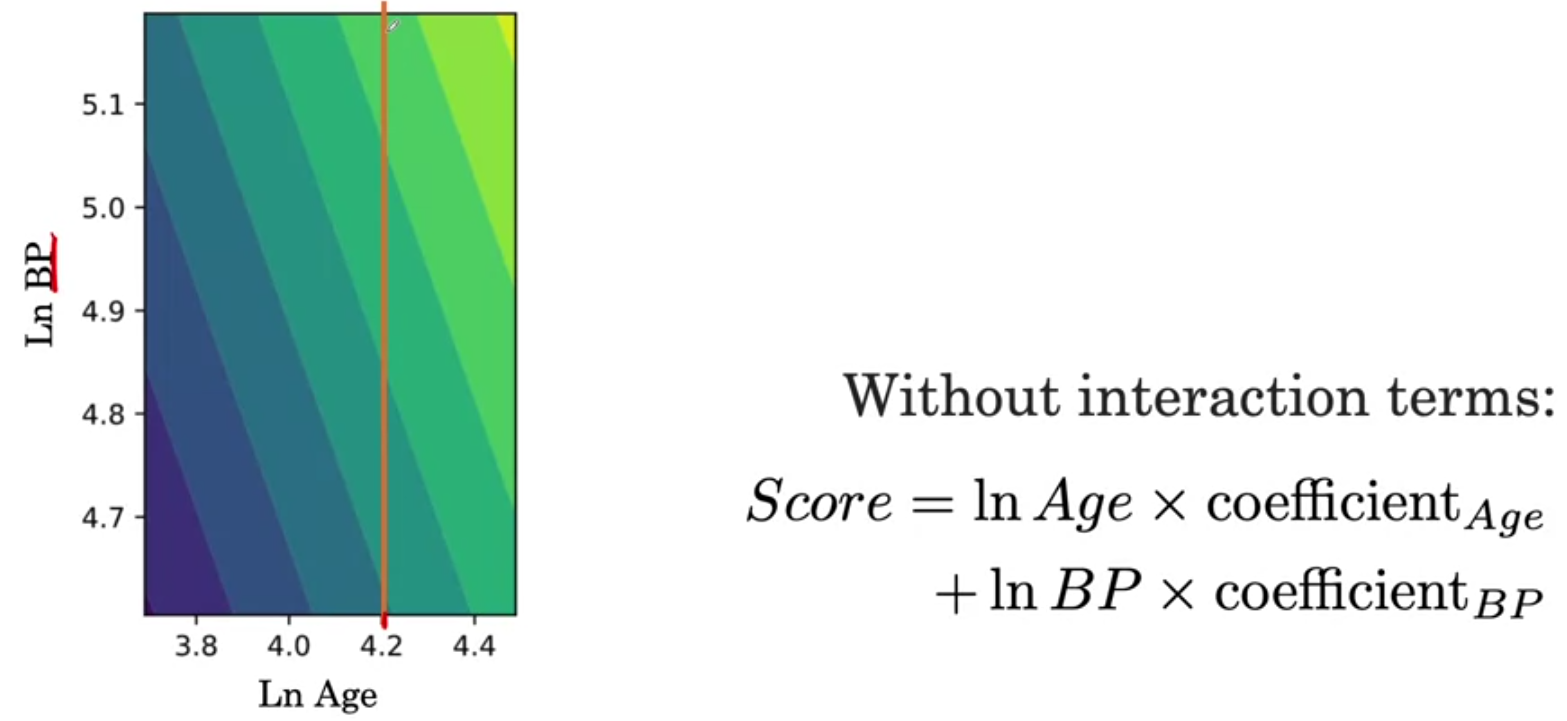 5.1
5.0
4.9
4.8
4.7
Ln BP
3.8 4.0 4.2 4.4
Ln Age
Without interaction terms:
Score = ln Age × coefficient_Age
+ ln BP × coefficient_BP